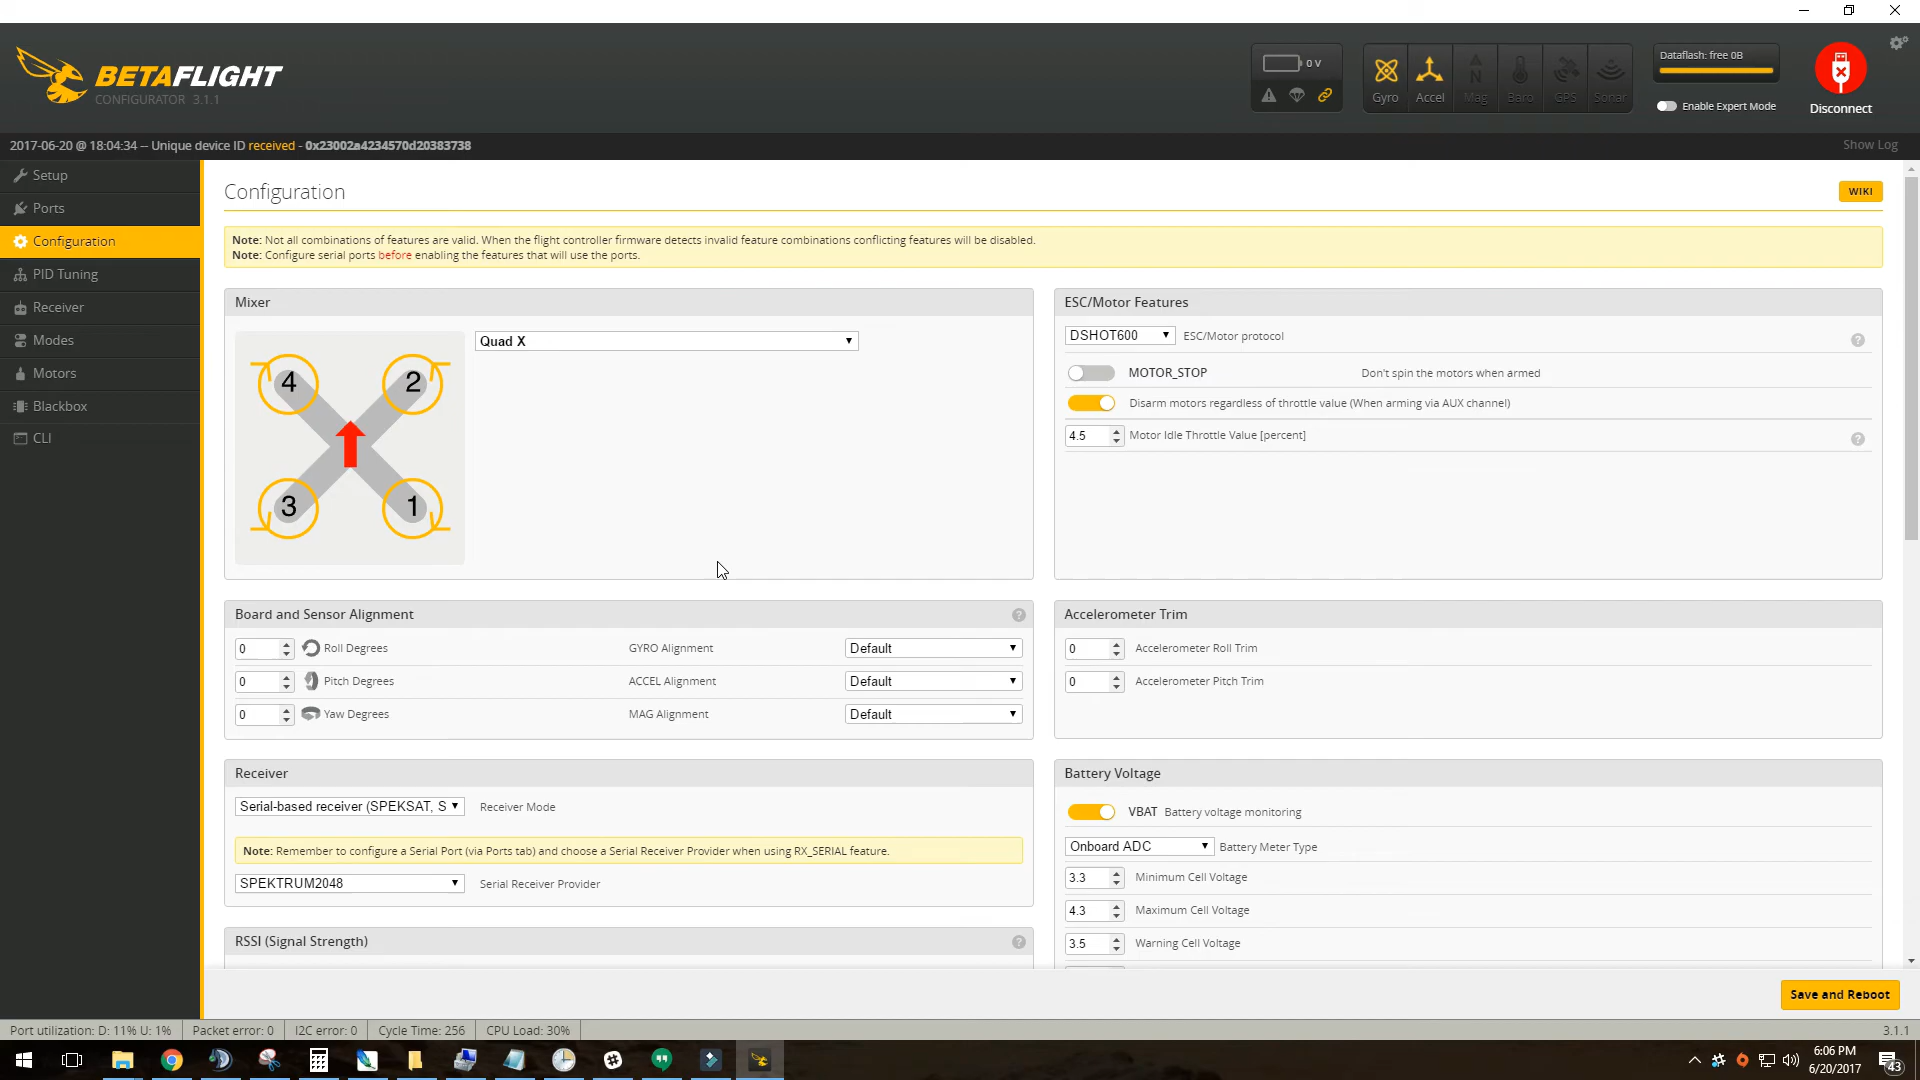 BETAFLIGHT
CONFIGURATOR 3.1.1
0 V
Gyro
Accel
Mag
Baro
GPS
Sonar
Dataflash: free 0B
Enable Expert Mode
Disconnect
2017-06-20 @ 18:04:34 -- Unique device ID received - 0x23002a4234570d20383738
Show Log
Setup
Ports
Configuration
PID Tuning
Receiver
Modes
Motors
Blackbox
CLI
Configuration
WIKI
Note: Not all combinations of features are valid. When the flight controller firmware detects invalid feature combinations conflicting features will be disabled.
Note: Configure serial ports before enabling the features that will use the ports.
Mixer
Quad X
4
2
3
1
ESC/Motor Features
DSHOT600 ESC/Motor protocol
?
MOTOR_STOP Don't spin the motors when armed
Disarm motors regardless of throttle value (When arming via AUX channel)
4.5 Motor Idle Throttle Value [percent]
?
Board and Sensor Alignment
?
0 Roll Degrees GYRO Alignment Default
0 Pitch Degrees ACCEL Alignment Default
0 Yaw Degrees MAG Alignment Default
Accelerometer Trim
0 Accelerometer Roll Trim
0 Accelerometer Pitch Trim
Receiver
Serial-based receiver (SPEKSAT, S Receiver Mode
Note: Remember to configure a Serial Port (via Ports tab) and choose a Serial Receiver Provider when using RX_SERIAL feature.
SPEKTRUM2048 Serial Receiver Provider
Battery Voltage
VBAT Battery voltage monitoring
Onboard ADC Battery Meter Type
3.3 Minimum Cell Voltage
4.3 Maximum Cell Voltage
3.5 Warning Cell Voltage
RSSI (Signal Strength)
?
Save and Reboot
Port utilization: D: 11% U: 1% Packet error: 0 I2C error: 0 Cycle Time: 256 CPU Load: 30%
3.1.1
6:06 PM
6/20/2017
43